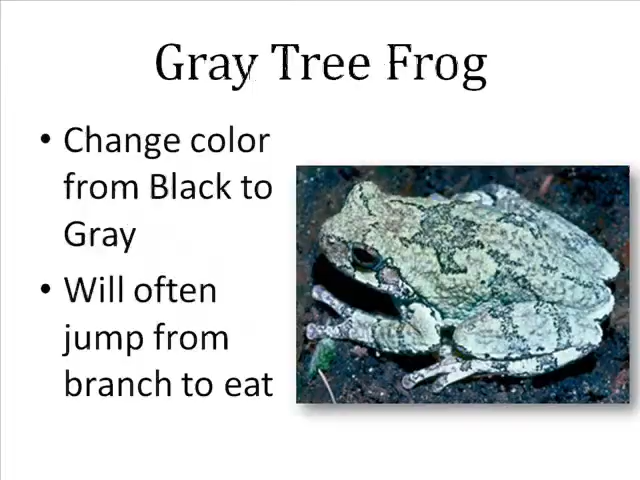 Gray Tree Frog
• Change color
from Black to
Gray
• Will often
jump from
branch to eat